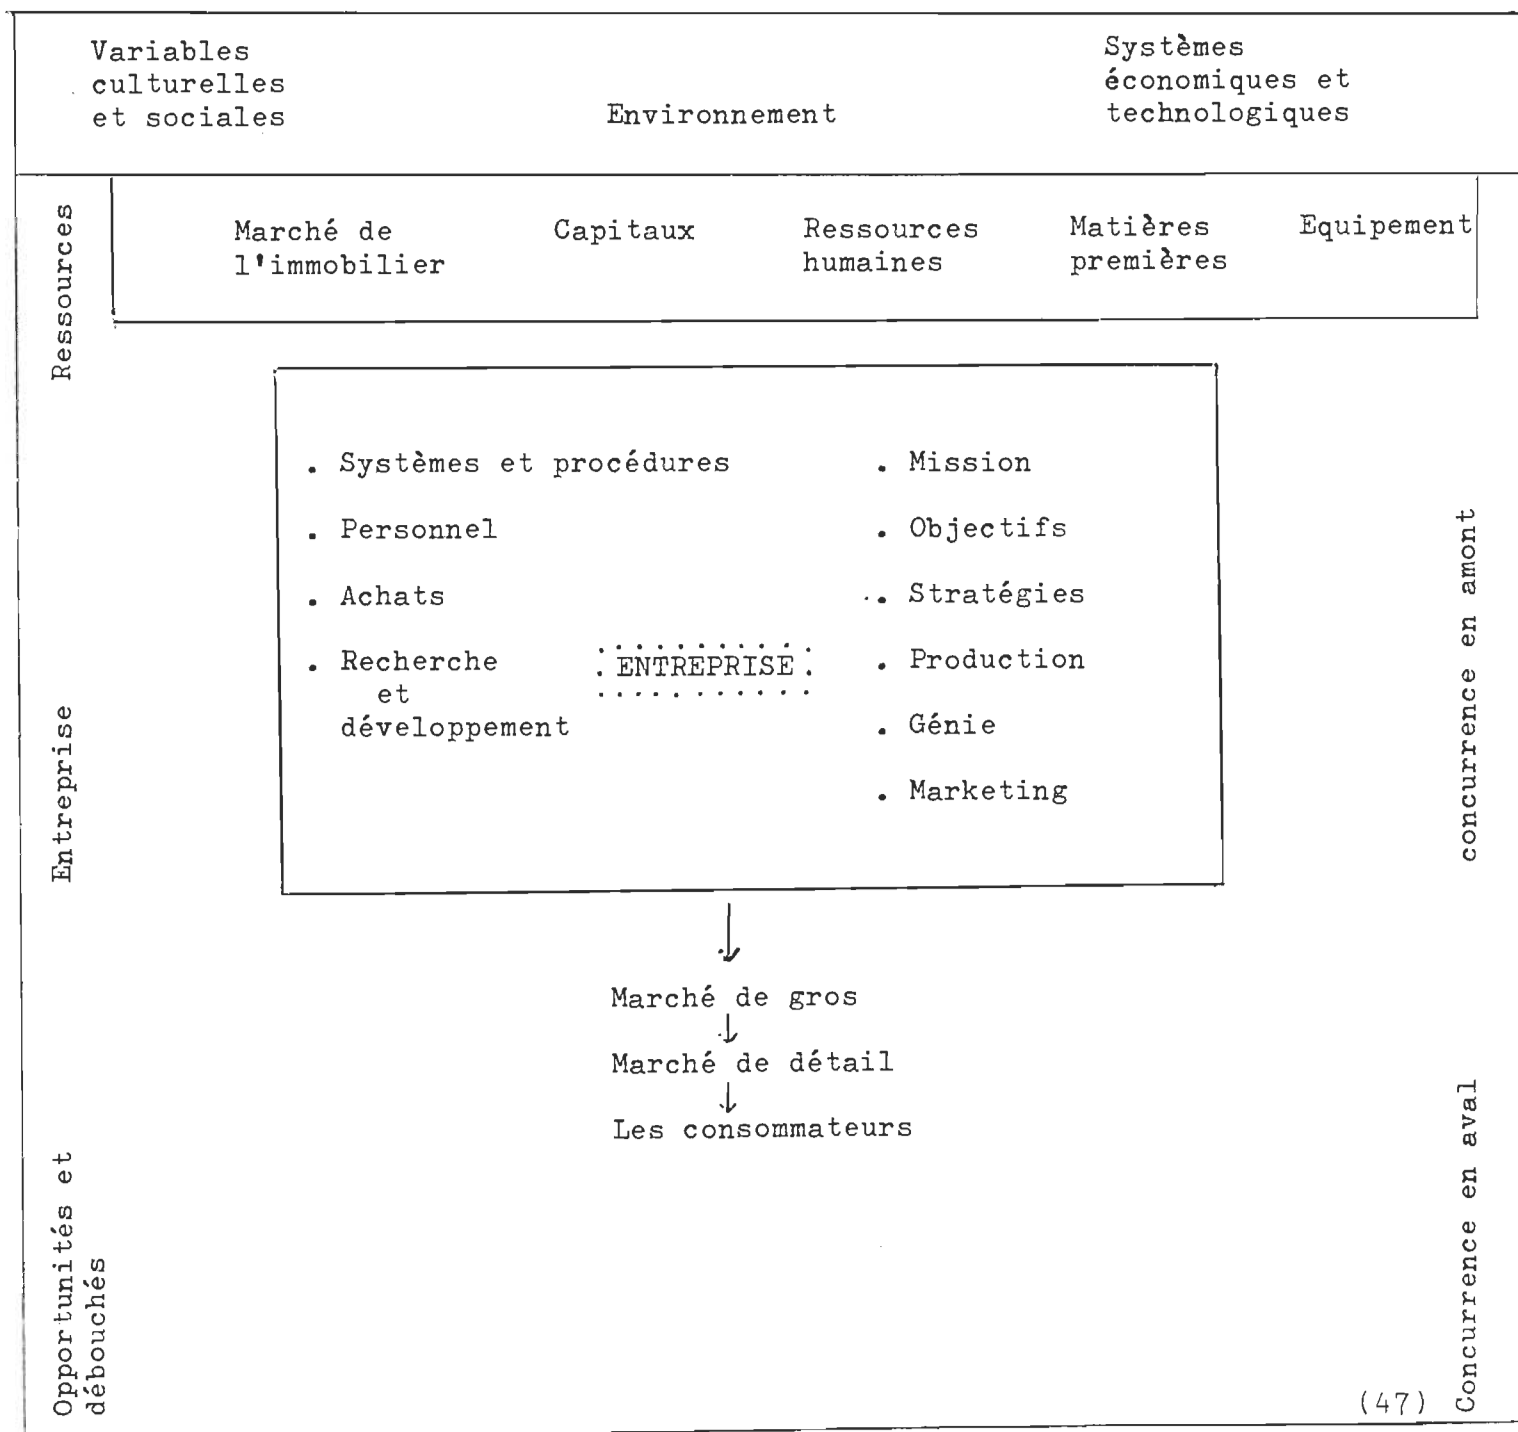 Variables
culturelles
et sociales
Environnement
Systèmes
économiques et
technologiques
Ressources
Marché de
l'immobilier
Capitaux
Ressources
humaines
Matières
premières
Equipement
Entreprise
. Systèmes et procédures
. Personnel
. Achats
. Recherche
et
développement
ENTREPRISE
. Mission
. Objectifs
. Stratégies
. Production
. Génie
. Marketing
concurrence en amont
Marché de gros
Marché de détail
Les consommateurs
Opportunités et
débouchés
Concurrence en aval
(47)